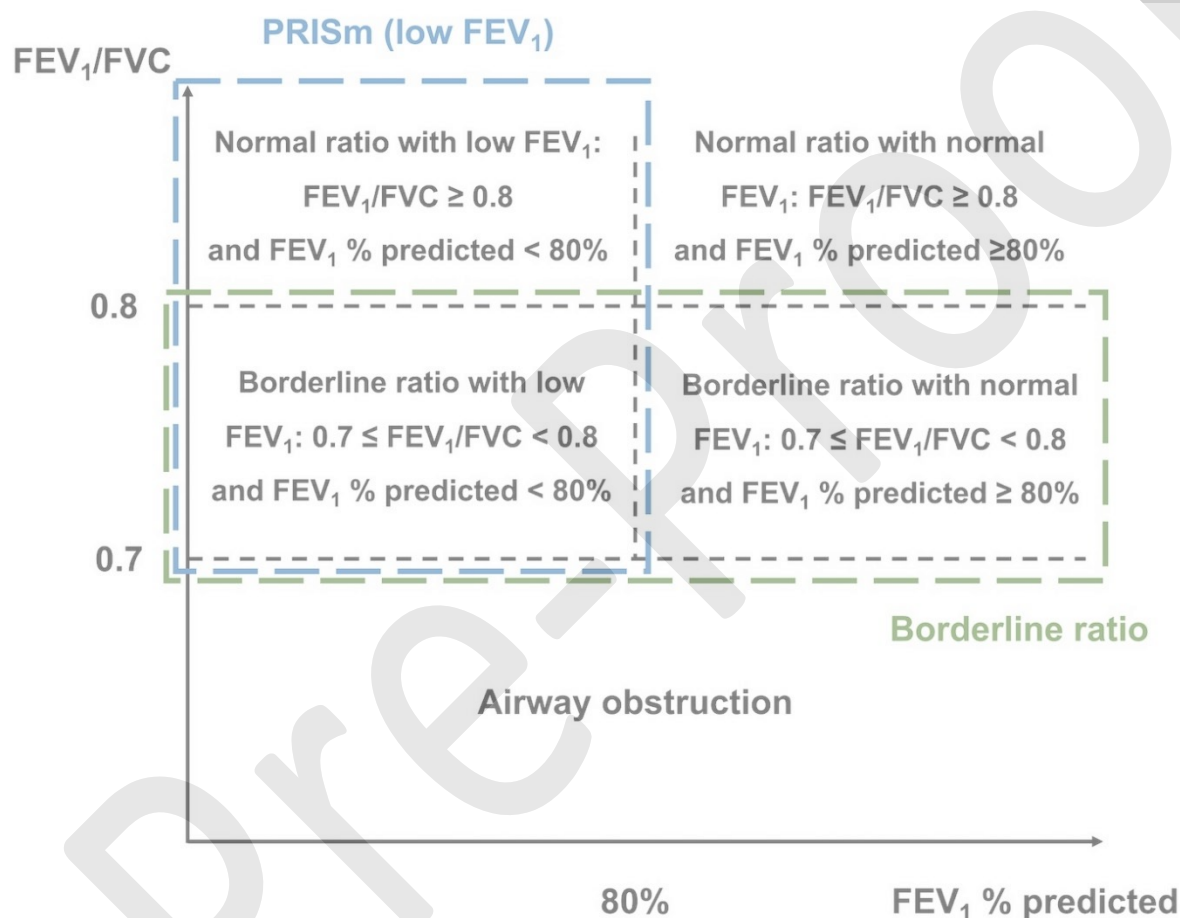 PRISm (low FEV₁)
FEV₁/FVC
Normal ratio with low FEV₁:
FEV₁/FVC ≥ 0.8
and FEV₁ % predicted < 80%
Normal ratio with normal
FEV₁: FEV₁/FVC ≥ 0.8
and FEV₁ % predicted ≥80%
0.8
Borderline ratio with low
FEV₁: 0.7 ≤ FEV₁/FVC < 0.8
and FEV₁ % predicted < 80%
Borderline ratio with normal
FEV₁: 0.7 ≤ FEV₁/FVC < 0.8
and FEV₁ % predicted ≥ 80%
0.7
Borderline ratio
Airway obstruction
80%
FEV₁ % predicted
Pre-Proo